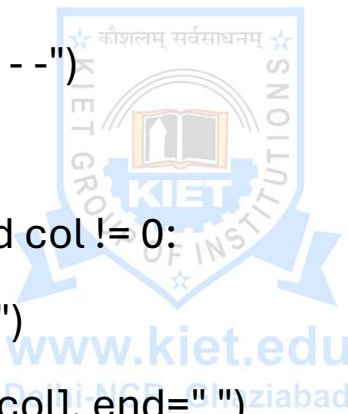 कौशलम् सर्वसाधनम्
- -")
KIET
GROUP OF INSTITUTIONS
d col != 0:
")
www.kiet.edu
col], end=" ")
Delhi-NCR, Ghaziabad